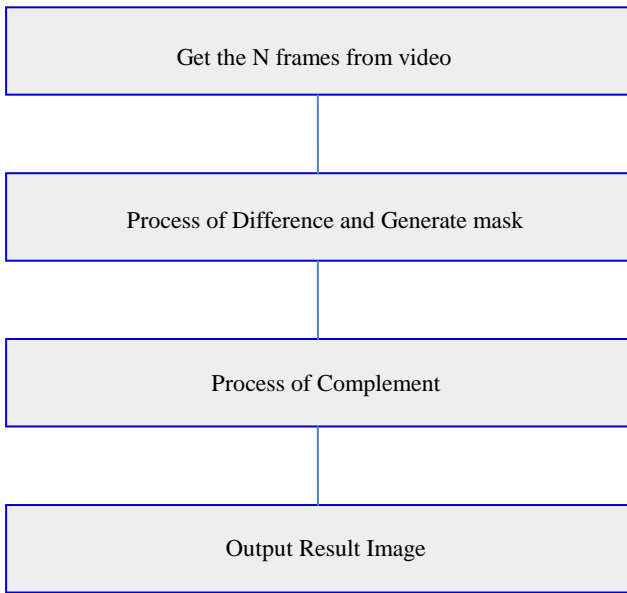 Get the N frames from video
Process of Difference and Generate mask
Process of Complement
Output Result Image